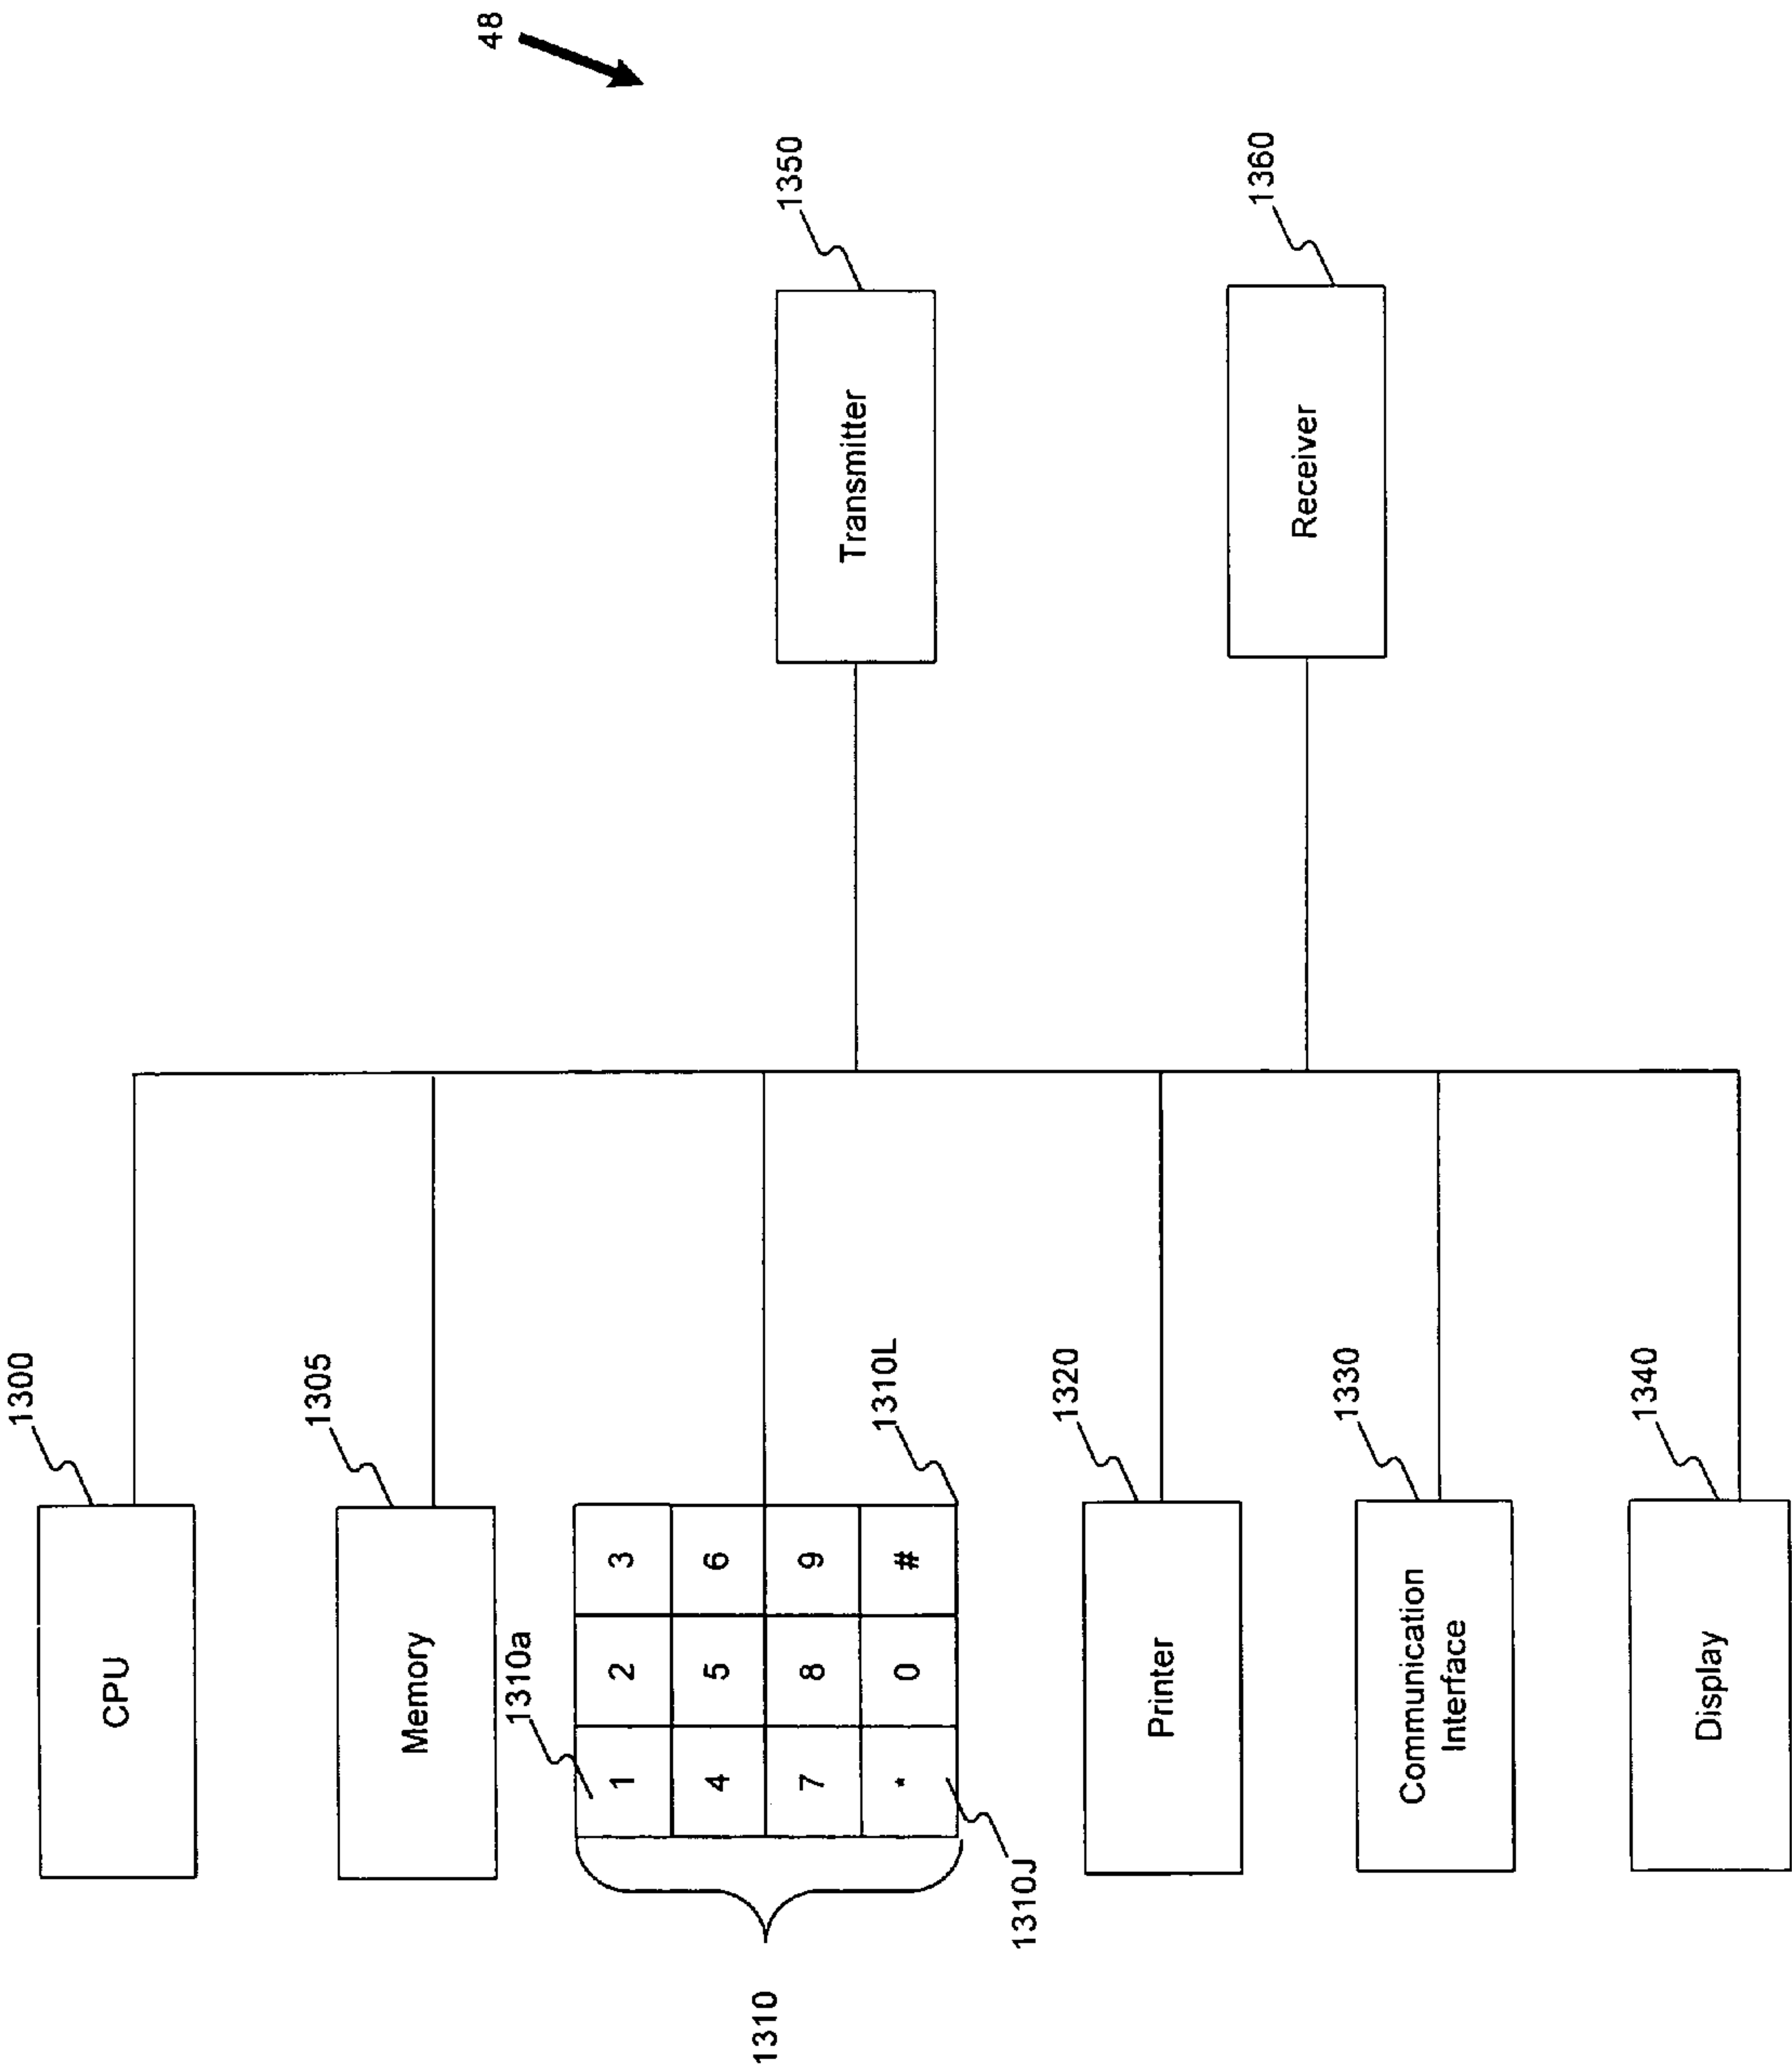 1300
CPU
1305
Memory
48
1310a
1 2 3
4 5 6
7 8 9
* 0 #
1310
1310L
1310J
1350
Transmitter
1320
Printer
1360
Receiver
1330
Communication
Interface
1340
Display